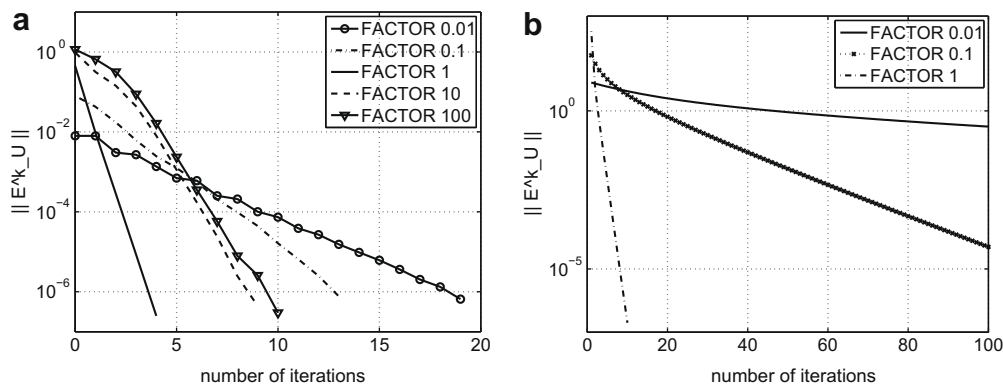 a
10^0
10^-2
10^-4
10^-6
|| E^k_U ||
FACTOR 0.01
FACTOR 0.1
FACTOR 1
FACTOR 10
FACTOR 100
0 5 10 15 20
number of iterations
b
10^0
10^-5
|| E^k_U ||
FACTOR 0.01
FACTOR 0.1
FACTOR 1
0 20 40 60 80 100
number of iterations